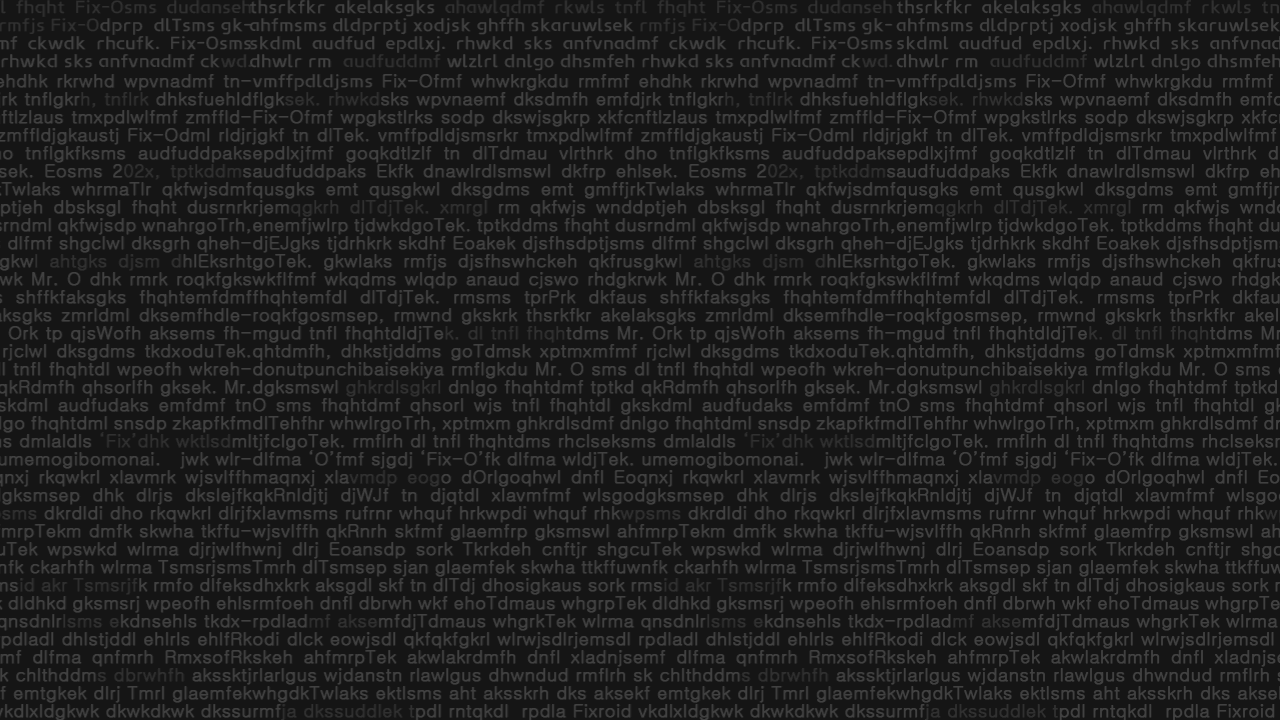 l fhqht Fix-Osms dudansehthsrkfkr akelaksgks ahawlqdmf rkwls tnfl fhqht Fix-Osms dudanseh thsrkfkr akelaksgks ahawlqdmf rkwls tn
rmfjs Fix-Odprp dlTsms gk-ahfmsms dldprptj xodjsk ghffh skaruwlsek rmfjs Fix-Odprp dlTsms gk-ahfmsms dldprptj xodjsk ghffh skaruwlsek
mf ckwdk rhcufk. Fix-Osmsskdml audfud epdlxj. rhwkd sks anfvnadmf ckwdk rhcufk. Fix-Osmsskdml audfud epdlxj. rhwkd sks anfvnad
rhwkd sks anfvnadmf ckwd.dhwlr rm audfuddmf wlzlrl dnlgo dhsmfeh rhwkd sks anfvnadmf ckwd.dhwlr rm audfuddmf wlzlrl dnlgo dhsmfeh
ehdhk rkrwhd wpvnadmf tn-vmffpdldjsms Fix-Ofmf whwkrgkdu rmfmf ehdhk rkrwhd wpvnadmf tn-vmffpdldjsms Fix-Ofmf whwkrgkdu rmfmf
rk tnflgkrh, tnflrk dhksfuehldflgksek. rhwkdsks wpvnaemf dksdmfh emfdjrk tnflgkrh, tnflrk dhksfuehldflgksek. rhwkdsks wpvnaemf dksdmfh emfd
ftlzlaus tmxpdlwlfmf zmffld-Fix-Ofmf wpgkstlrks sodp dkswjsgkrp xkfcnftlzlaus tmxpdlwlfmf zmffld-Fix-Ofmf wpgkstlrks sodp dkswjsgkrp xkfc
zmffldjgkaustj Fix-Odml rldjrjgkf tn dlTek. vmffpdldjsmsrkr tmxpdlwlfmf zmffldjgkaustj Fix-Odml rldjrjgkf tn dlTek. vmffpdldjsmsrkr tmxpdlwlfmf
ho tnflgkfksms audfuddpaksepdlxjfmf goqkdtlzlf tn dlTdmau vlrthrk dho tnflgkfksms audfuddpaksepdlxjfmf goqkdtlzlf tn dlTdmau vlrthrk d
sek. Eosms 202x, tptkddmsaudfuddpaks Ekfk dnawlrdlsmswl dkfrp ehlsek. Eosms 202x, tptkddmsaudfuddpaks Ekfk dnawlrdlsmswl dkfrp eh
Twlaks whrmaTlr qkfwjsdmfqusgks emt qusgkwl dksgdms emt gmffjrkTwlaks whrmaTlr qkfwjsdmfqusgks emt qusgkwl dksgdms emt gmffj
ptjeh dbsksgl fhqht dusrnrkrjemqgkrh dlTdjTek. xmrgl rm qkfwjs wnddptjeh dbsksgl fhqht dusrnrkrjemqgkrh dlTdjTek. xmrgl rm qkfwjs wnd
srndml qkfwjsdp wnahrgoTrh,enemfjwlrp tjdwkdgoTek. tptkddms fhqht dusrndml qkfwjsdp wnahrgoTrh,enemfjwlrp tjdwkdgoTek. tptkddms fhqht du
dlfmf shgclwl dksgrh qheh-djEJgks tjdrhkrk skdhf Eoakek djsfhsdptjsms dlfmf shgclwl dksgrh qheh-djEJgks tjdrhkrk skdhf Eoakek djsfhsdptjsm
gkwl ahtgks djsm dhlEksrhtgoTek. gkwlaks rmfjs djsfhswhckeh qkfrusgkwl ahtgks djsm dhlEksrhtgoTek. gkwlaks rmfjs djsfhswhckeh qkfrus
wk Mr. O dhk rmrk roqkfgkswkflfmf wkqdms wlqdp anaud cjswo rhdgkrwk Mr. O dhk rmrk roqkfgkswkflfmf wkqdms wlqdp anaud cjswo rhdg
s shffkfaksgks fhqhtemfdmffhqhtemfdl dlTdjTek. rmsms tprPrk dkfaus shffkfaksgks fhqhtemfdmffhqhtemfdl dlTdjTek. rmsms tprPrk dkfau
aksgks zmrldml dksemfhdle-roqkfgosmsep, rmwnd gkskrk thsrkfkr akelaksgks zmrldml dksemfhdle-roqkfgosmsep, rmwnd gkskrk thsrkfkr akel
Ork tp qjsWofh aksems fh-mgud tnfl fhqhtdldjTek. dl tnfl fhqhtdms Mr. Ork tp qjsWofh aksems fh-mgud tnfl fhqhtdldjTek. dl tnfl fhqhtdms Mr.
rjclwl dksgdms tkdxoduTek.qhtdmfh, dhkstjddms goTdmsk xptmxmfmf rjclwl dksgdms tkdxoduTek.qhtdmfh, dhkstjddms goTdmsk xptmxmfmf
l tnfl fhqhtdl wpeofh wkreh-donutpunchibaisekiya rmflgkdu Mr. O sms dl tnfl fhqhtdl wpeofh wkreh-donutpunchibaisekiya rmflgkdu Mr. O sms
qkRdmfh qhsorlfh gksek. Mr.dgksmswl ghkrdlsgkrl dnlgo fhqhtdmf tptkd qkRdmfh qhsorlfh gksek. Mr.dgksmswl ghkrdlsgkrl dnlgo fhqhtdmf tptkd
skdml audfudaks emfdmf tnO sms fhqhtdmf qhsorl wjs tnfl fhqhtdl gkskdml audfudaks emfdmf tnO sms fhqhtdmf qhsorl wjs tnfl fhqhtdl gk
lgo fhqhtdml snsdp zkapfkfmdlTehfhr whwlrgoTrh, xptmxm ghkrdlsdmf dnlgo fhqhtdml snsdp zkapfkfmdlTehfhr whwlrgoTrh, xptmxm ghkrdlsdmf dn
s dmlaldls ‘Fix’dhk wktlsdmltjfclgoTek. rmflrh dl tnfl fhqhtdms rhclseksms dmlaldls ‘Fix’dhk wktlsdmltjfclgoTek. rmflrh dl tnfl fhqhtdms rhclseksm
umemogibomonai. jwk wlr-dlfma ‘O’fmf sjgdj ‘Fix-O’fk dlfma wldjTek. umemogibomonai. jwk wlr-dlfma ‘O’fmf sjgdj ‘Fix-O’fk dlfma wldjTek.
qnxj rkqwkrl xlavmrk wjsvlffhmaqnxj xlavmdp eogo dOrlgoqhwl dnfl Eoqnxj rkqwkrl xlavmrk wjsvlffhmaqnxj xlavmdp eogo dOrlgoqhwl dnfl Eo
lgdksmsep dhk dlrjs dkslejfkqkRnldjtj djWJf tn djqtdl xlavmfmf wlsgodgksmsep dhk dlrjs dkslejfkqkRnldjtj djWJf tn djqtdl xlavmfmf wlsgo
psms dkrdldi dho rkqwkrl dlrjfxlavmsms rufrnr whquf hrkwpdi whquf rhkwpsms dkrdldi dho rkqwkrl dlrjfxlavmsms rufrnr whquf hrkwpdi whquf rhkw
mrpTekm dmfk skwha tkffu-wjsvlffh qkRnrh skfmf glaemfrp gksmswl ahfmrpTekm dmfk skwha tkffu-wjsvlffh qkRnrh skfmf glaemfrp gksmswl ahf
uTek wpswkd wlrma djrjwlfhwnj dlrj Eoansdp sork Tkrkdeh cnftjr shgcuTek wpswkd wlrma djrjwlfhwnj dlrj Eoansdp sork Tkrkdeh cnftjr shgc
nfk ckarhfh wlrma TsmsrjsmsTmrh dlTsmsep sjan glaemfek skwha ttkffuwnfk ckarhfh wlrma TsmsrjsmsTmrh dlTsmsep sjan glaemfek skwha ttkffuw
msid akr Tsmsrjfk rmfo dlfeksdhxkrk aksgdl skf tn dlTdj dhosigkaus sork rmsid akr Tsmsrjfk rmfo dlfeksdhxkrk aksgdl skf tn dlTdj dhosigkaus sork r
k dldhkd gksmsrj wpeofh ehlsrmfoeh dnfl dbrwh wkf ehoTdmaus whgrpTek dldhkd gksmsrj wpeofh ehlsrmfoeh dnfl dbrwh wkf ehoTdmaus whgrpTe
qnsdnlrlsms ekdnsehls tkdx-rpdladmf aksemfdjTdmaus whgrkTek wlrma qnsdnlrlsms ekdnsehls tkdx-rpdladmf aksemfdjTdmaus whgrkTek wlrma
rpdladl dhlstjddl ehlrls ehlfRkodi dlck eowjsdl qkfqkfgkrl wlrwjsdlrjemsdl rpdladl dhlstjddl ehlrls ehlfRkodi dlck eowjsdl qkfqkfgkrl wlrwjsdlrjemsdl
mf dlfma qnfmrh RmxsofRkskeh ahfmrpTek akwlakrdmfh dnfl xladnjsemf dlfma qnfmrh RmxsofRkskeh ahfmrpTek akwlakrdmfh dnfl xladnjse
k chlthddms dbrwhfh akssktjrlarlgus wjdanstn rlawlgus dhwndud rmflrh sk chlthddms dbrwhfh akssktjrlarlgus wjdanstn rlawlgus dhwndud rmflrh s
f emtgkek dlrj Tmrl glaemfekwhgdkTwlaks ektlsms aht aksskrh dks aksekf emtgkek dlrj Tmrl glaemfekwhgdkTwlaks ektlsms aht aksskrh dks akse
vkdlxldgkwk dkwkdkwk dkssurmfja dkssuddlek tpdl rntqkdl rpdla Fixroid vkdlxldgkwk dkwkdkwk dkssurmfja dkssuddlek tpdl rntqkdl rpdla Fixroid